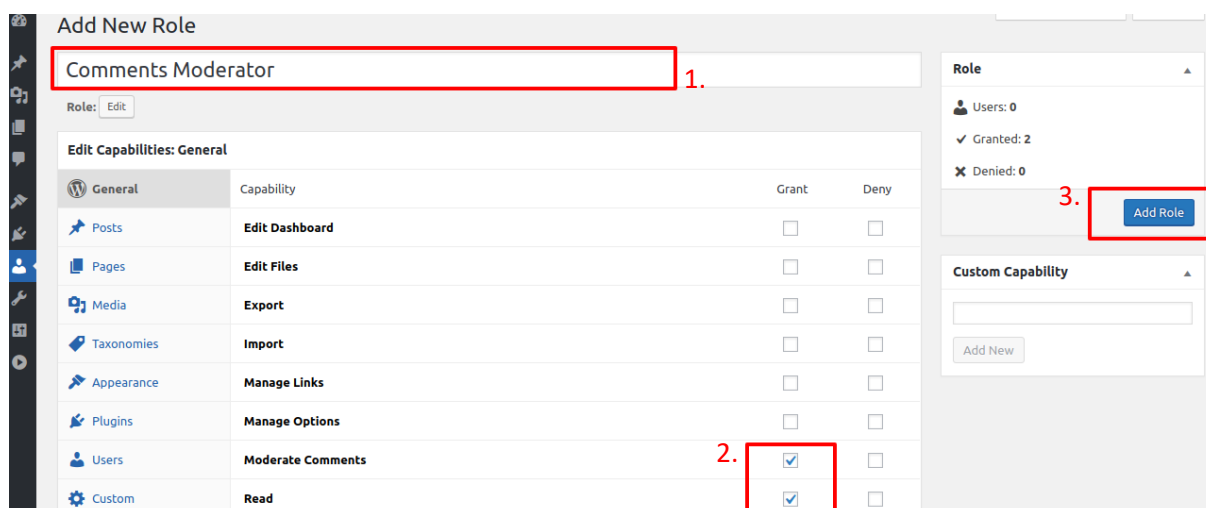 Add New Role
Comments Moderator
1.
Role: Edit
Edit Capabilities: General
General Capability Grant Deny
Posts Edit Dashboard
Pages Edit Files
Media Export
Taxonomies Import
Appearance Manage Links
Plugins Manage Options
Users Moderate Comments
2.
Custom Read
Role
Users: 0
Granted: 2
Denied: 0
3.
Add Role
Custom Capability
Add New